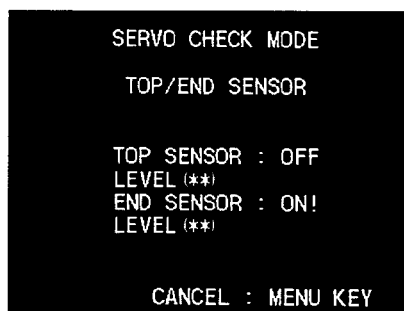 SERVO CHECK MODE
TOP/END SENSOR
TOP SENSOR : OFF
LEVEL (**)
END SENSOR : ON!
LEVEL (**)
CANCEL : MENU KEY